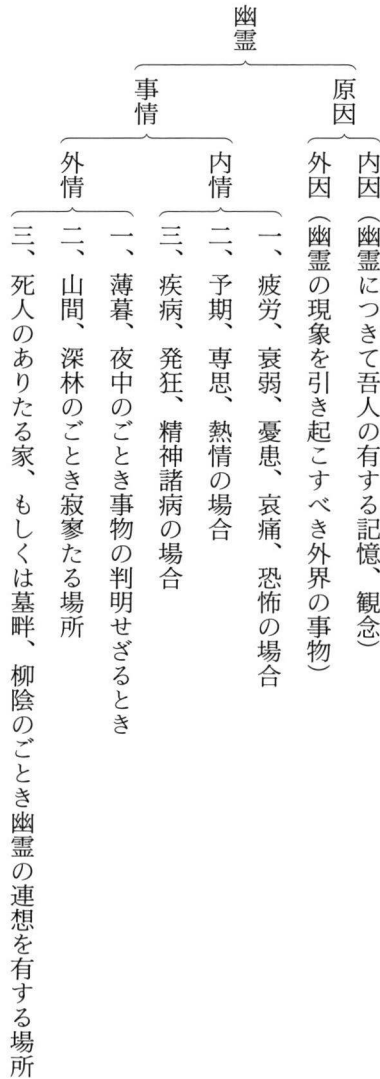 幽霊
原因
内因（幽霊につきて吾人の有する記憶、観念）
外因（幽霊の現象を引き起こすべき外界の事物）
事情
内情
一、疲労、衰弱、憂患、哀痛、恐怖の場合
二、予期、専思、熱情の場合
三、疾病、発狂、精神諸病の場合
外情
一、薄暮、夜中のごとき事物の判明せざるとき
二、山間、深林のごとき寂寥たる場所
三、死人のありたる家、もしくは墓畔、柳陰のごとき幽霊の連想を有する場所